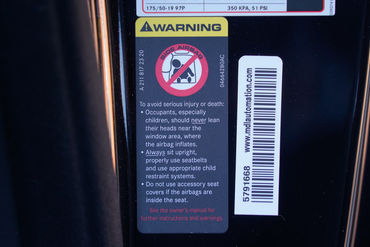 175/50-19 97P 350 KPA, 51 PSI
WARNING
SIDE AIRBAG
A 211 817 23 20
04664280AC
To avoid serious injury or death:
• Occupants, especially
children, should never lean
their heads near the
window area, where
the airbag inflates.
• Always sit upright,
properly use seatbelts
and use appropriate child
restraint systems.
• Do not use accessory seat
covers if the airbags are
inside the seat.
See the owner's manual for
further instructions and warnings.
www.mdlautomation.com
5791668